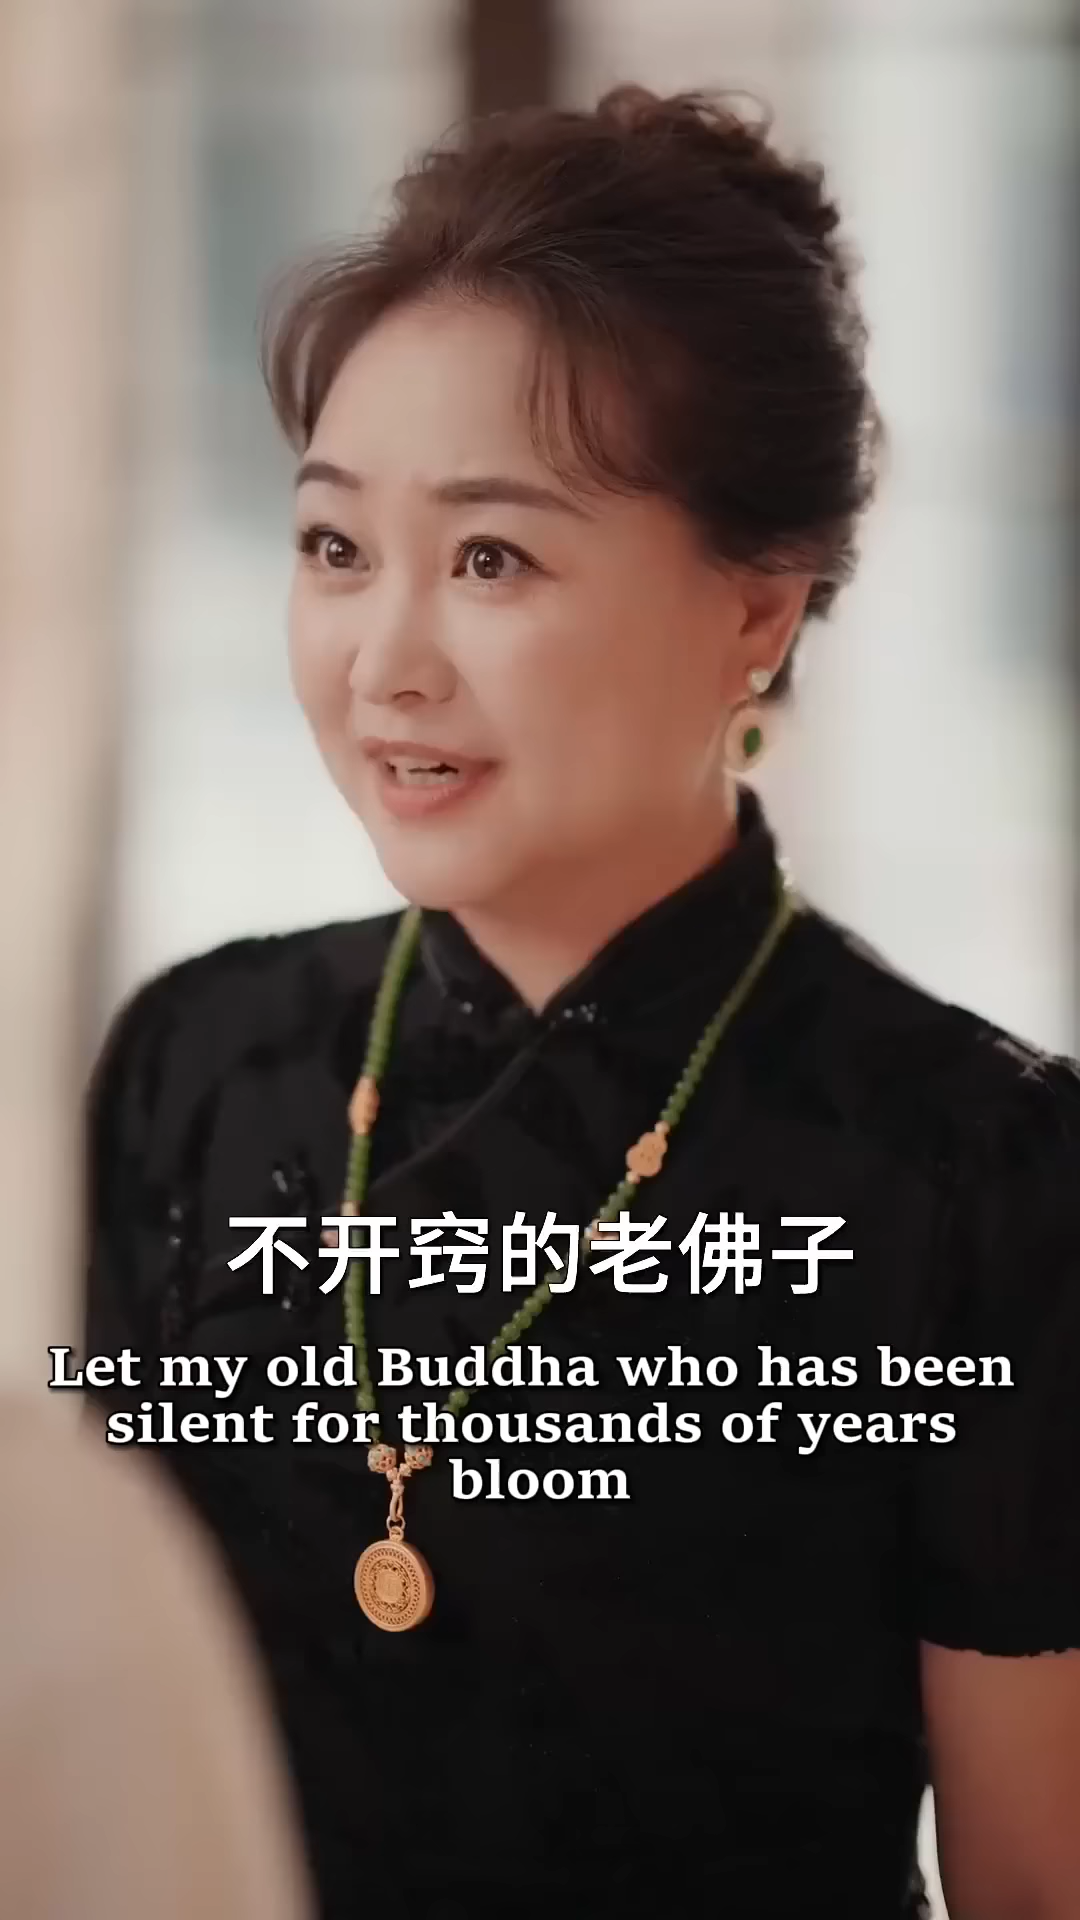 不开窍的老佛子
Let my old Buddha who has been
silent for thousands of years
bloom